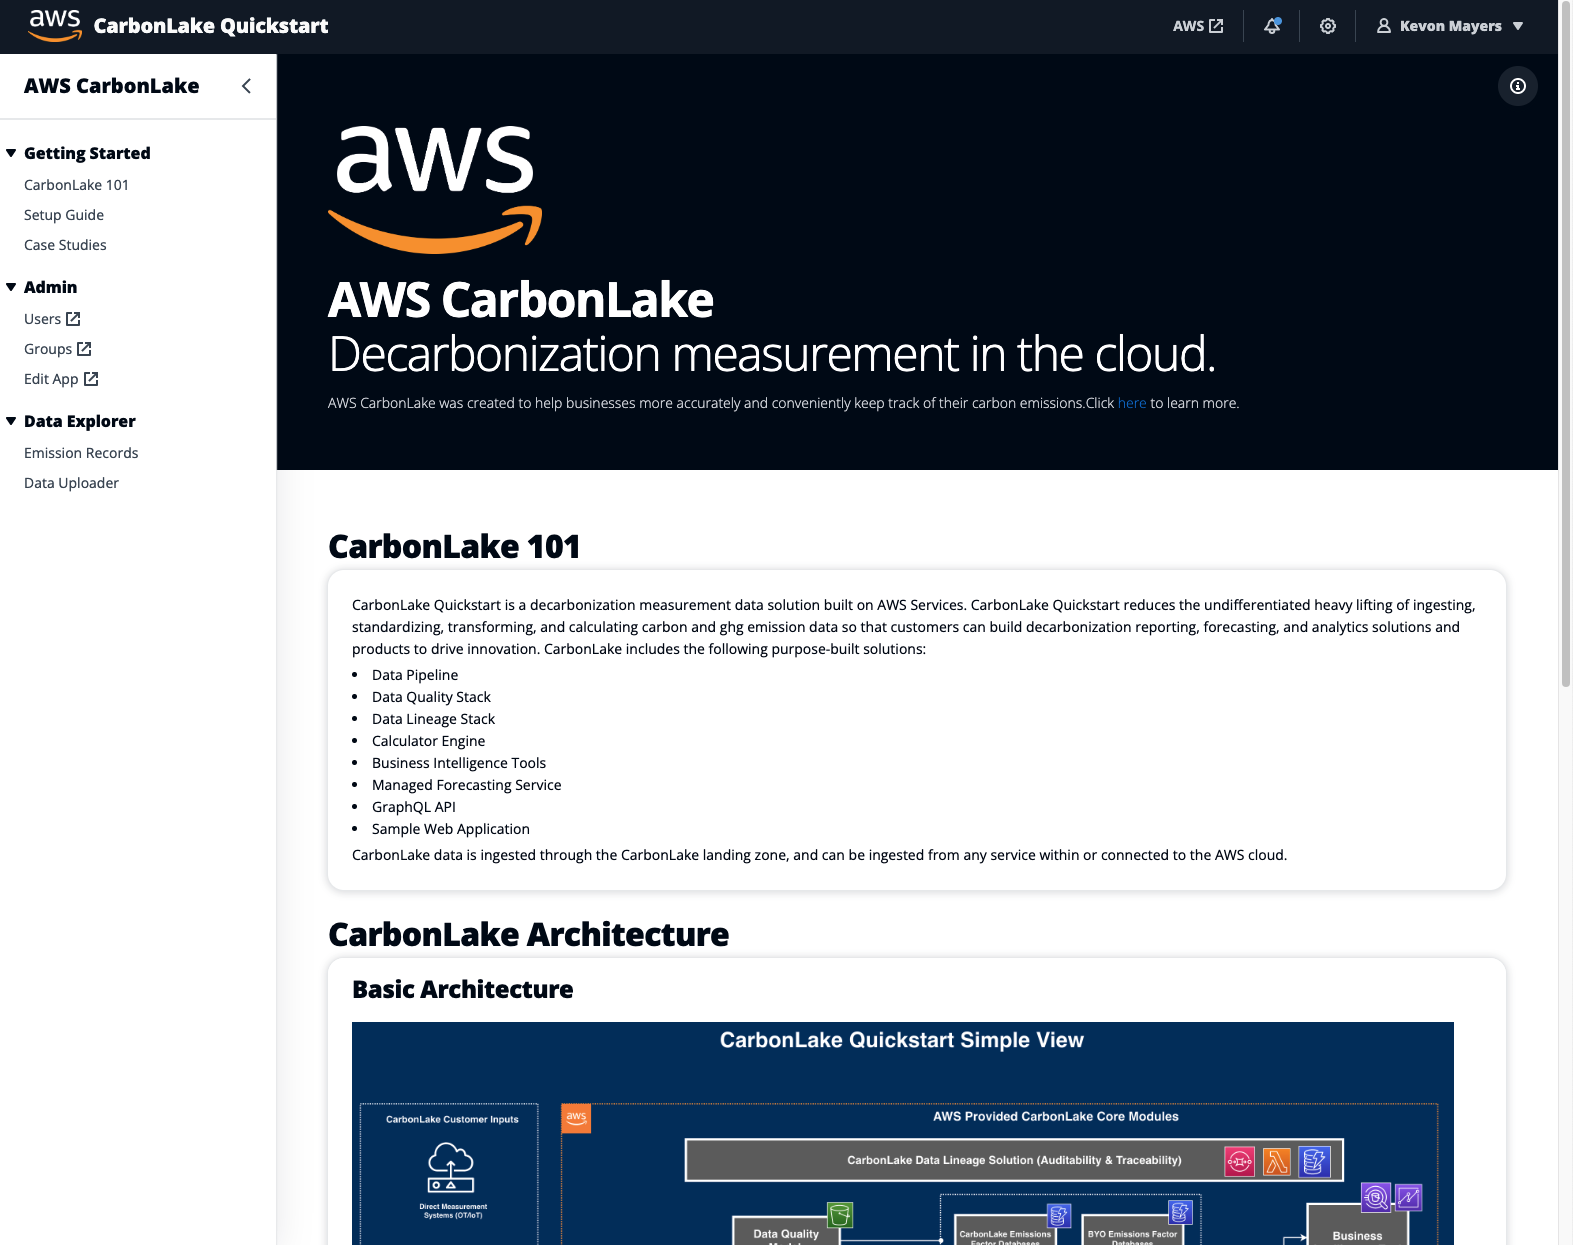 aws CarbonLake Quickstart
AWS
Kevon Mayers
AWS CarbonLake
Getting Started
CarbonLake 101
Setup Guide
Case Studies
Admin
Users
Groups
Edit App
Data Explorer
Emission Records
Data Uploader
aws
AWS CarbonLake
Decarbonization measurement in the cloud.
AWS CarbonLake was created to help businesses more accurately and conveniently keep track of their carbon emissions.Click here to learn more.
CarbonLake 101
CarbonLake Quickstart is a decarbonization measurement data solution built on AWS Services. CarbonLake Quickstart reduces the undifferentiated heavy lifting of ingesting,
standardizing, transforming, and calculating carbon and ghg emission data so that customers can build decarbonization reporting, forecasting, and analytics solutions and
products to drive innovation. CarbonLake includes the following purpose-built solutions:
• Data Pipeline
• Data Quality Stack
• Data Lineage Stack
• Calculator Engine
• Business Intelligence Tools
• Managed Forecasting Service
• GraphQL API
• Sample Web Application
CarbonLake data is ingested through the CarbonLake landing zone, and can be ingested from any service within or connected to the AWS cloud.
CarbonLake Architecture
Basic Architecture
CarbonLake Quickstart Simple View
CarbonLake Customer Inputs
aws
AWS Provided CarbonLake Core Modules
CarbonLake Data Lineage Solution (Auditability & Traceability)
Direct Measurement
Systems (OT/IoT)
Data Quality
CarbonLake Emissions
Factor Databases
BYO Emissions Factor
Databases
Business